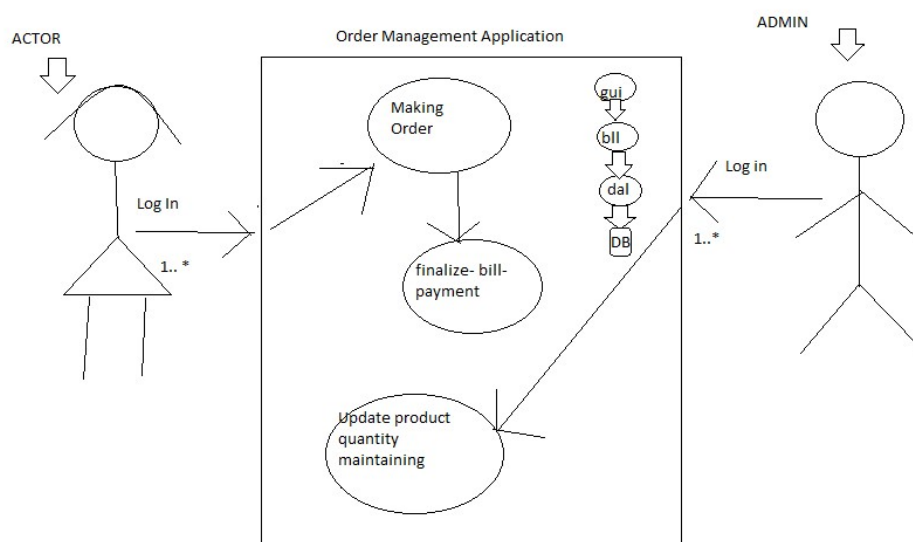 ACTOR
Order Management Application
ADMIN
Making
Order
gui
bll
dal
DB
Log In
1.. *
Log in
1..*
finalize- bill-
payment
Update product
quantity
maintaining